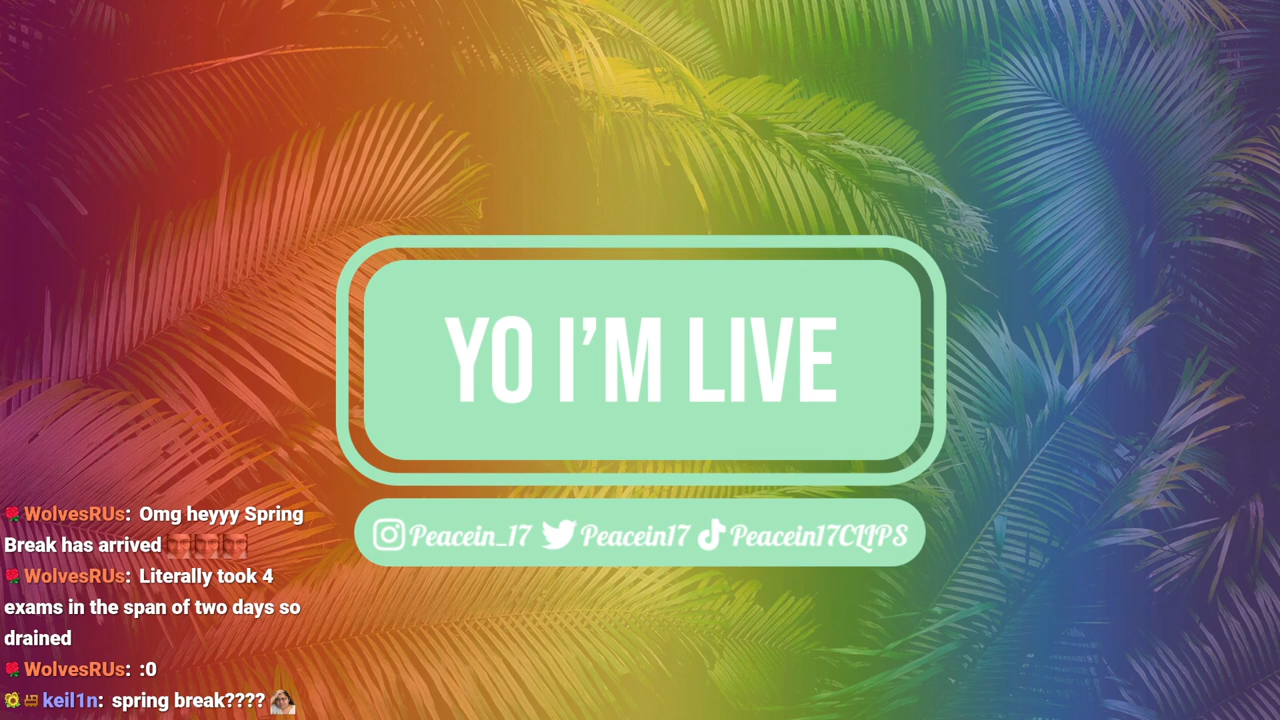 YO I’M LIVE
Peacein_17 Peacein17 Peacein17CLIPS
WolvesRUs: Omg heyyy Spring
Break has arrived
WolvesRUs: Literally took 4
exams in the span of two days so
drained
WolvesRUs: :0
keil1n: spring break????